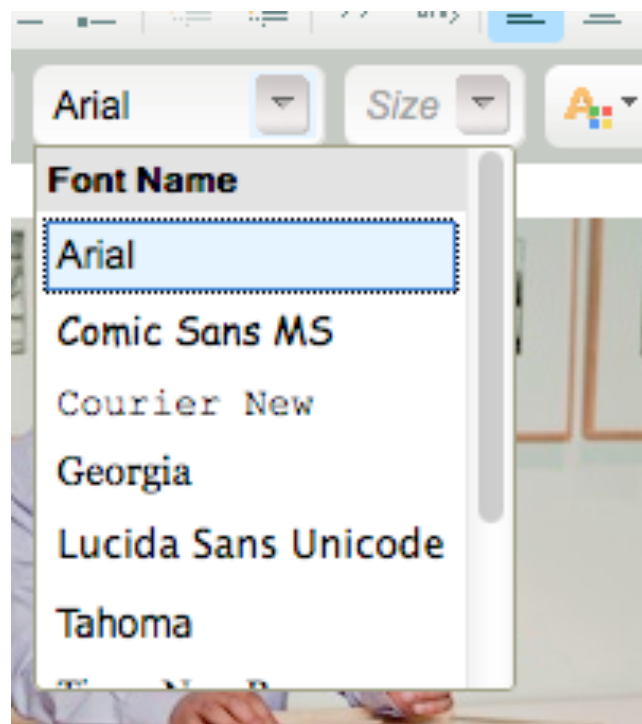 Arial
Size
Font Name
Arial
Comic Sans MS
Courier New
Georgia
Lucida Sans Unicode
Tahoma